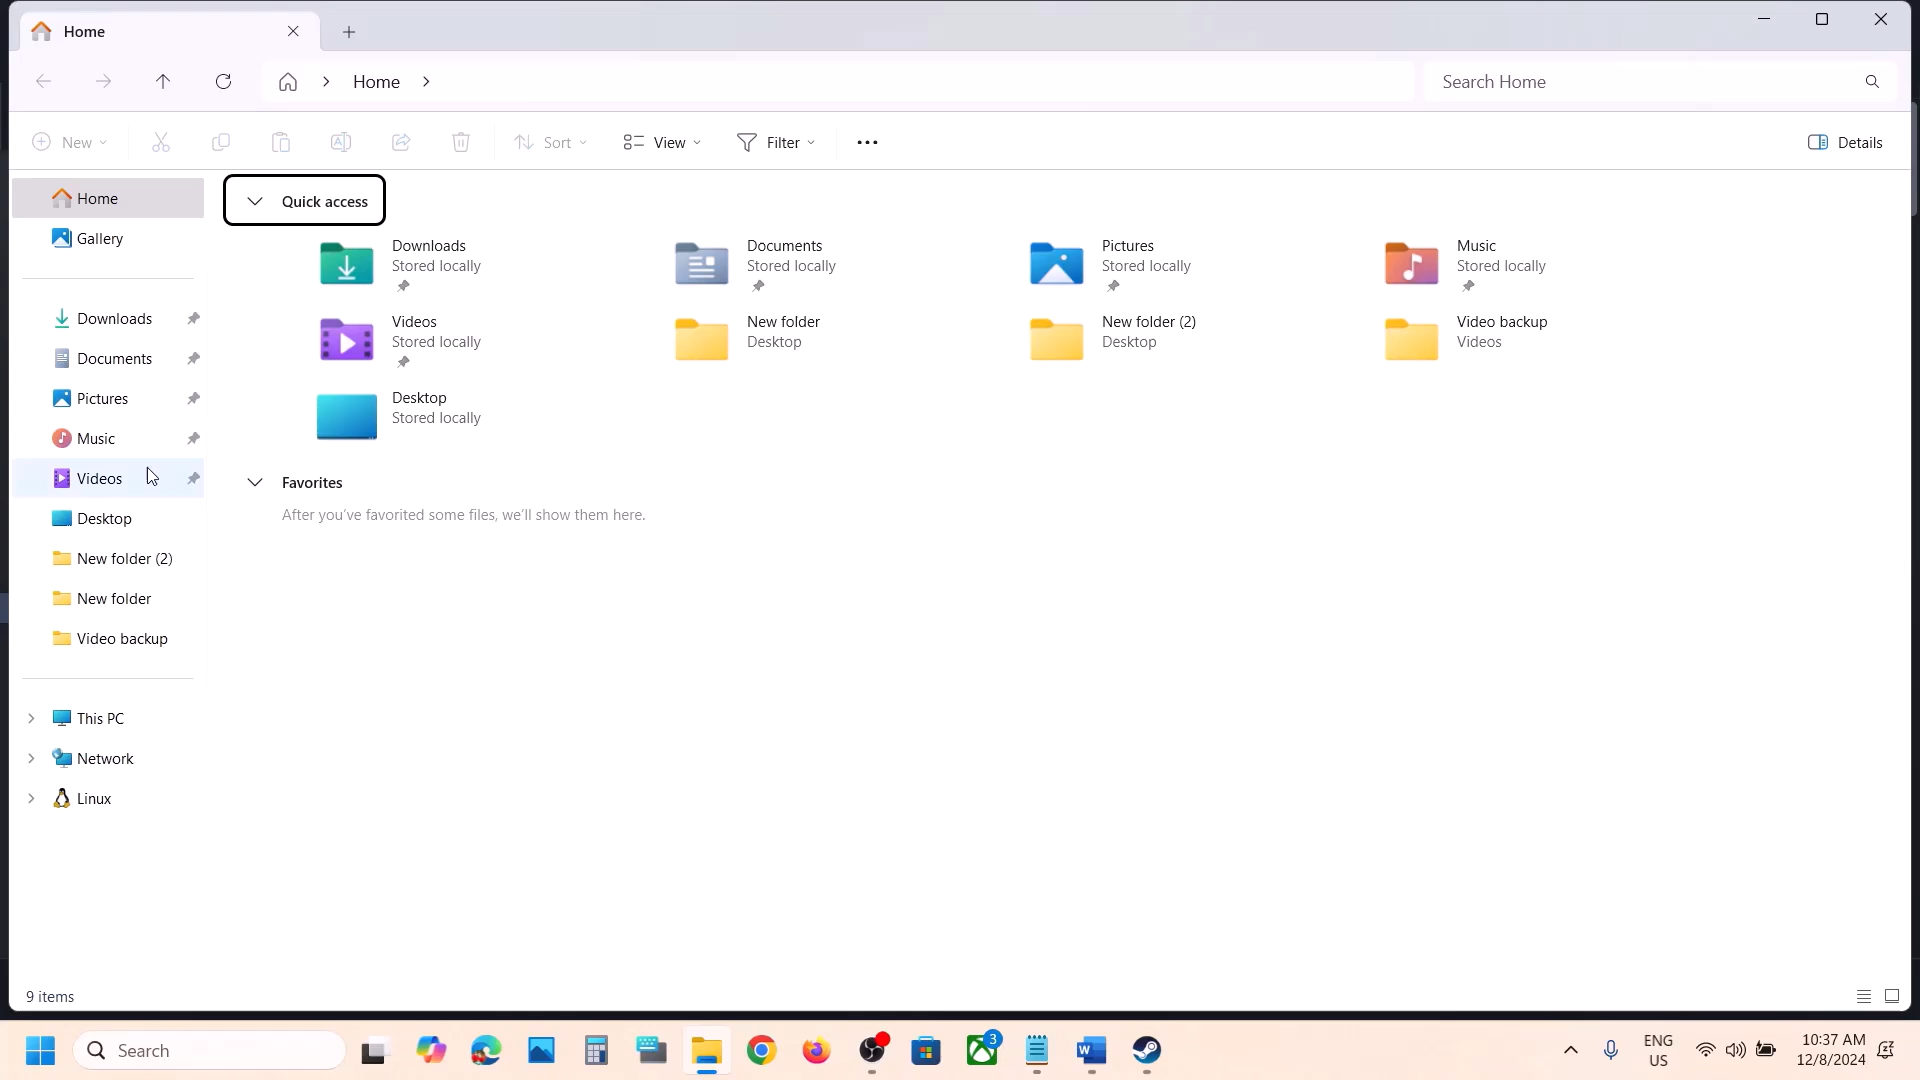 Home
Home
Search Home
New
Sort
View
Filter
Details
Home
Gallery
Downloads
Documents
Pictures
Music
Videos
Desktop
New folder (2)
New folder
Video backup
This PC
Network
Linux
Quick access
Downloads
Stored locally
Documents
Stored locally
Pictures
Stored locally
Music
Stored locally
Videos
Stored locally
New folder
Desktop
New folder (2)
Desktop
Video backup
Videos
Desktop
Stored locally
Favorites
After you've favorited some files, we'll show them here.
9 items
Search
3
ENG
US
10:37 AM
12/8/2024